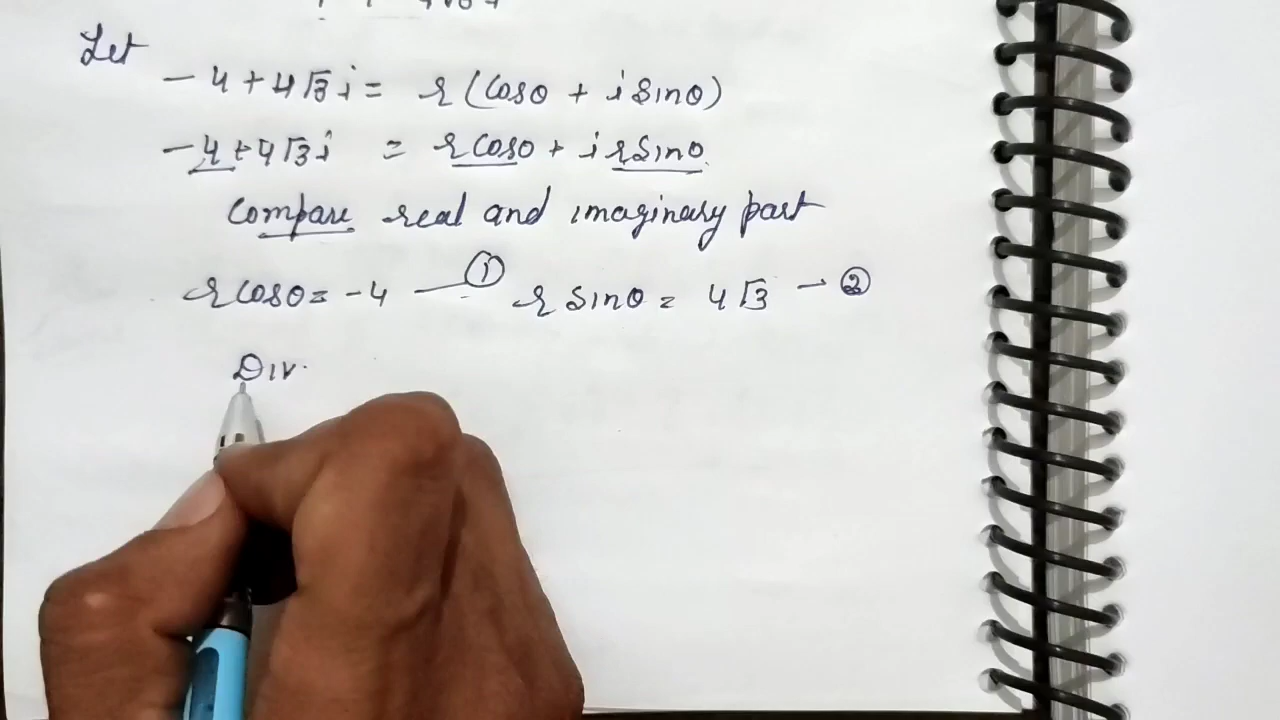 Let
- 4 + 4√3 i = r (Cosθ + i Sinθ)
- 4 + 4√3 i = r Cosθ + i r Sinθ
Compare real and imaginary part
r Cosθ = -4 — ① r Sinθ = 4√3 — ②
Div.